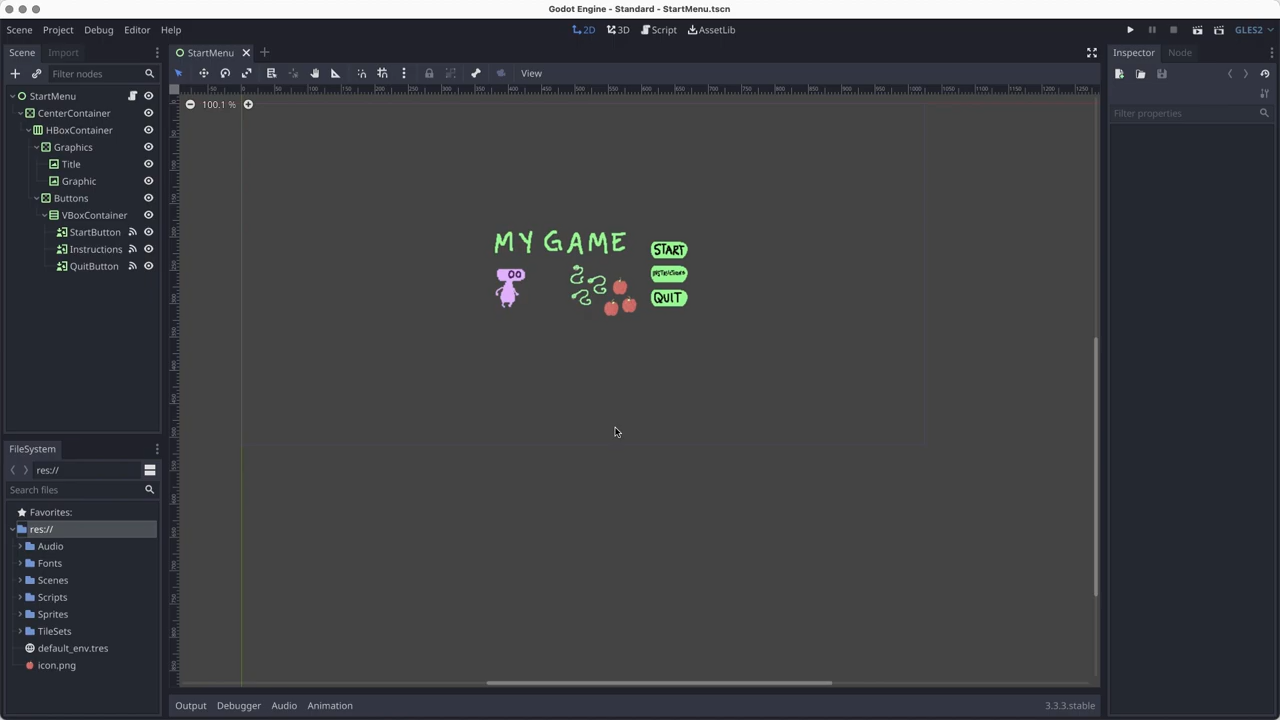 Godot Engine - Standard - StartMenu.tscn
Scene Project Debug Editor Help
2D 3D Script AssetLib
GLES2
Scene Import
StartMenu
Inspector Node
Filter nodes
View
100.1 %
Filter properties
StartMenu
CenterContainer
HBoxContainer
Graphics
Title
Graphic
Buttons
VBoxContainer
StartButton
Instructions
QuitButton
MY GAME
START
INSTRUCTIONS
QUIT
FileSystem
res://
Search files
Favorites:
res://
Audio
Fonts
Scenes
Scripts
Sprites
TileSets
default_env.tres
icon.png
Output Debugger Audio Animation
3.3.3.stable